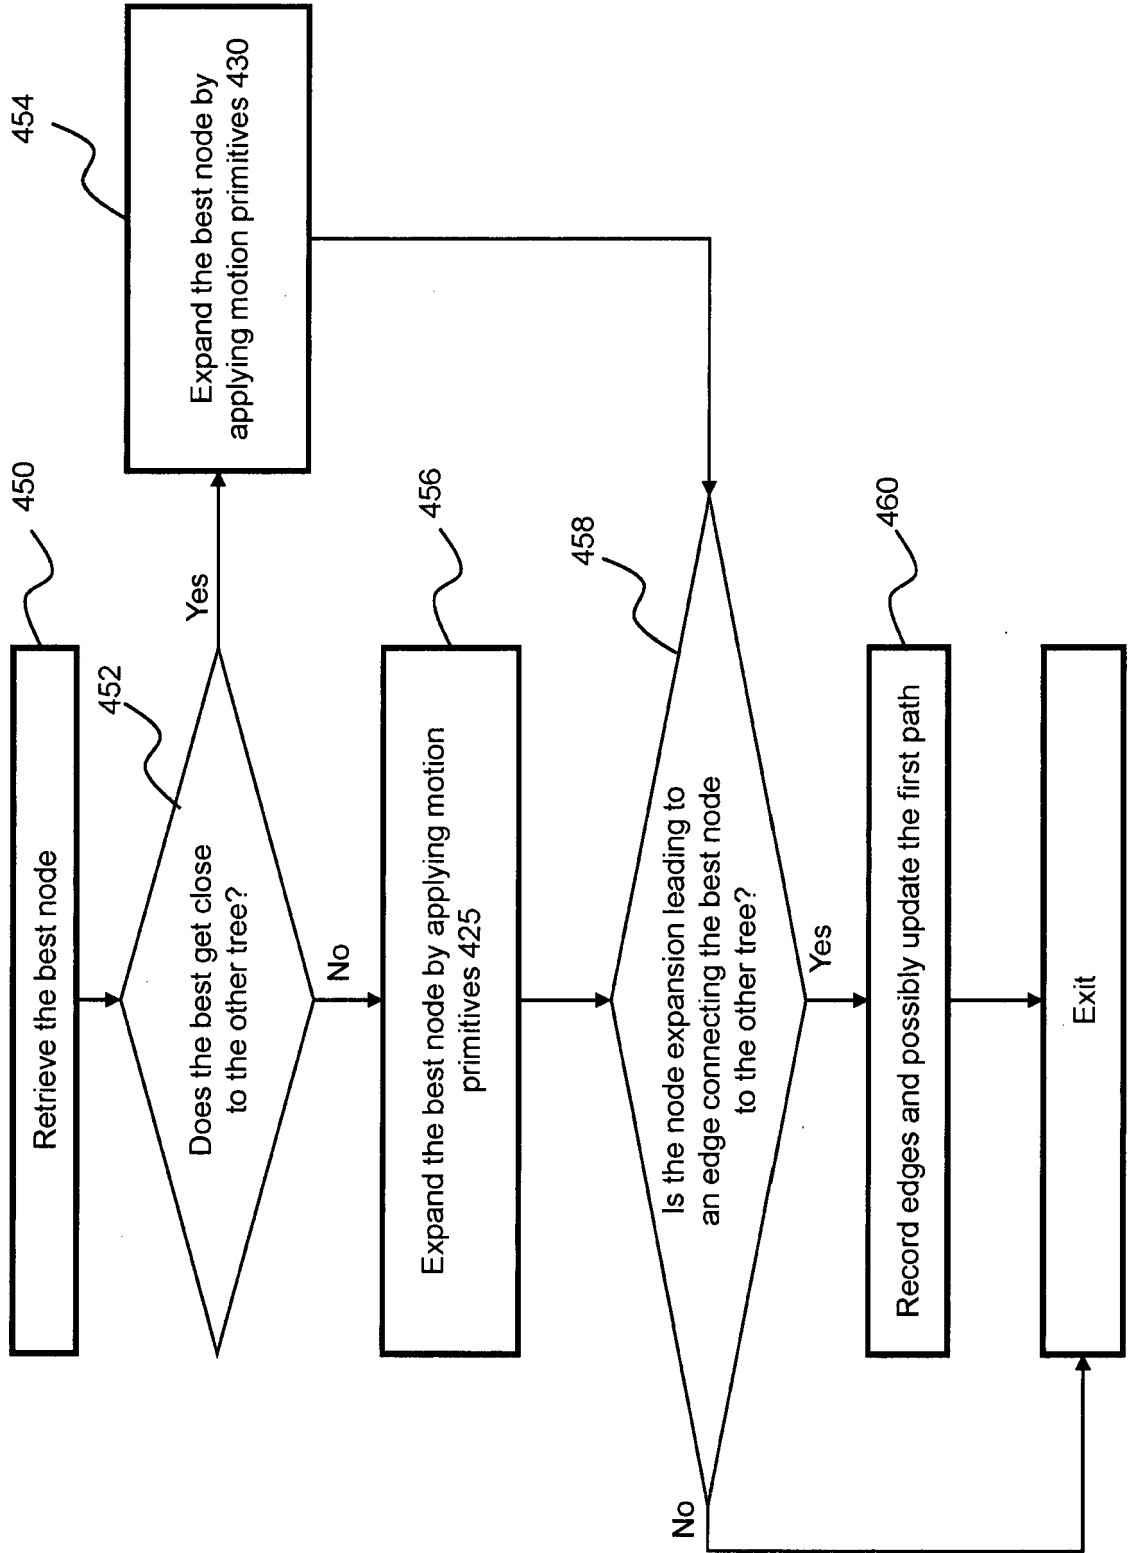 450
Retrieve the best node
452
Does the best get close
to the other tree?
Yes
454
Expand the best node by
applying motion primitives 430
No
456
Expand the best node by applying motion
primitives 425
458
Is the node expansion leading to
an edge connecting the best node
to the other tree?
No
Yes
460
Record edges and possibly update the first path
Exit